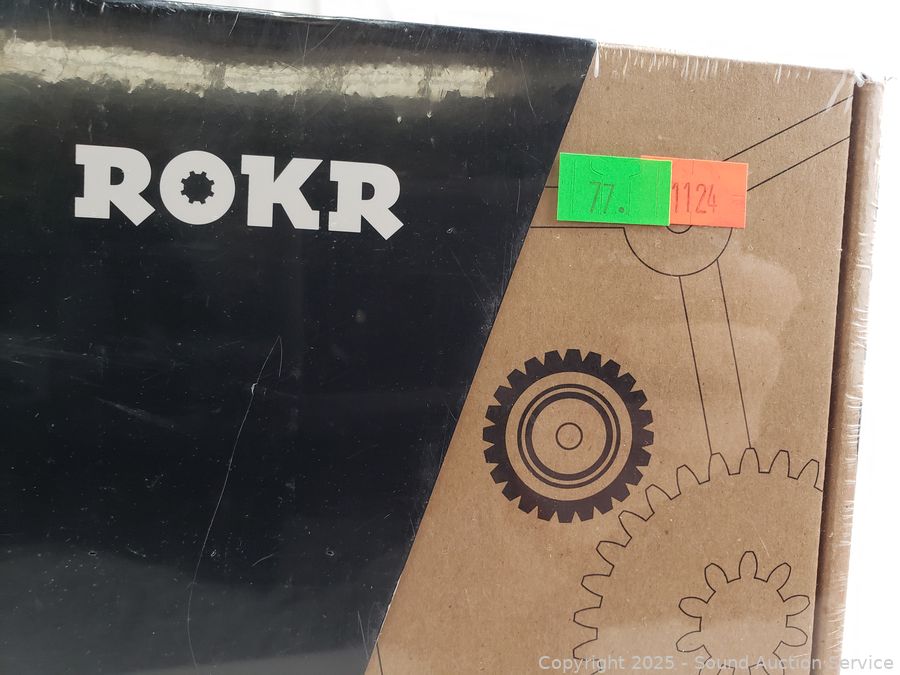 ROKR
77.
1124
Copyright 2025 - Sound Auction Service